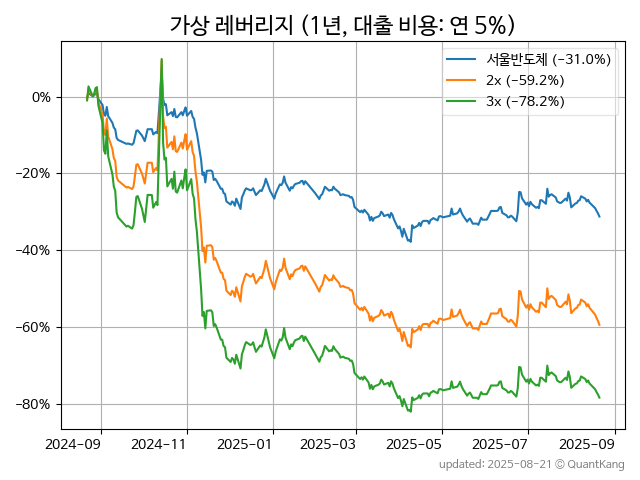 가상 레버리지 (1년, 대출 비용: 연 5%)
서울반도체 (-31.0%)
2x (-59.2%)
3x (-78.2%)
0%
-20%
-40%
-60%
-80%
2024-09
2024-11
2025-01
2025-03
2025-05
2025-07
2025-09
updated: 2025-08-21 © QuantKang